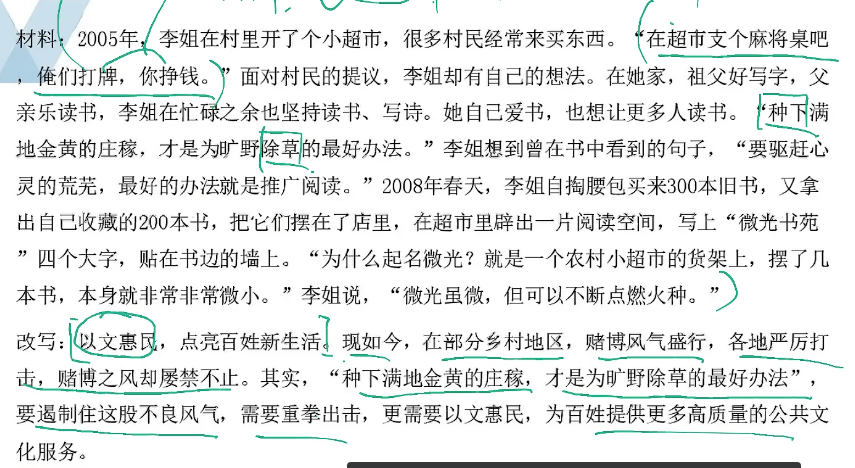 材料：2005年，李姐在村里开了个小超市，很多村民经常来买东西。“在超市支个麻将桌吧
，俺们打牌，你挣钱。”面对村民的提议，李姐却有自己的想法。在她家，祖父好写字，父
亲乐读书，李姐在忙碌之余也坚持读书、写诗。她自己爱书，也想让更多人读书。“种下满
地金黄的庄稼，才是为旷野除草的最好办法。”李姐想到曾在书中看到的句子，“要驱赶心
灵的荒芜，最好的办法就是推广阅读。”2008年春天，李姐自掏腰包买来300本旧书，又拿
出自己收藏的200本书，把它们摆在了店里，在超市里辟出一片阅读空间，写上“微光书苑
”四个大字，贴在书边的墙上。“为什么起名微光？就是一个农村小超市的货架上，摆了几
本书，本身就非常非常微小。”李姐说，“微光虽微，但可以不断点燃火种。”
改写：以文惠民，点亮百姓新生活。现如今，在部分乡村地区，赌博风气盛行，各地严厉打
击，赌博之风却屡禁不止。其实，“种下满地金黄的庄稼，才是为旷野除草的最好办法”，
要遏制住这股不良风气，需要重拳出击，更需要以文惠民，为百姓提供更多高质量的公共文
化服务。